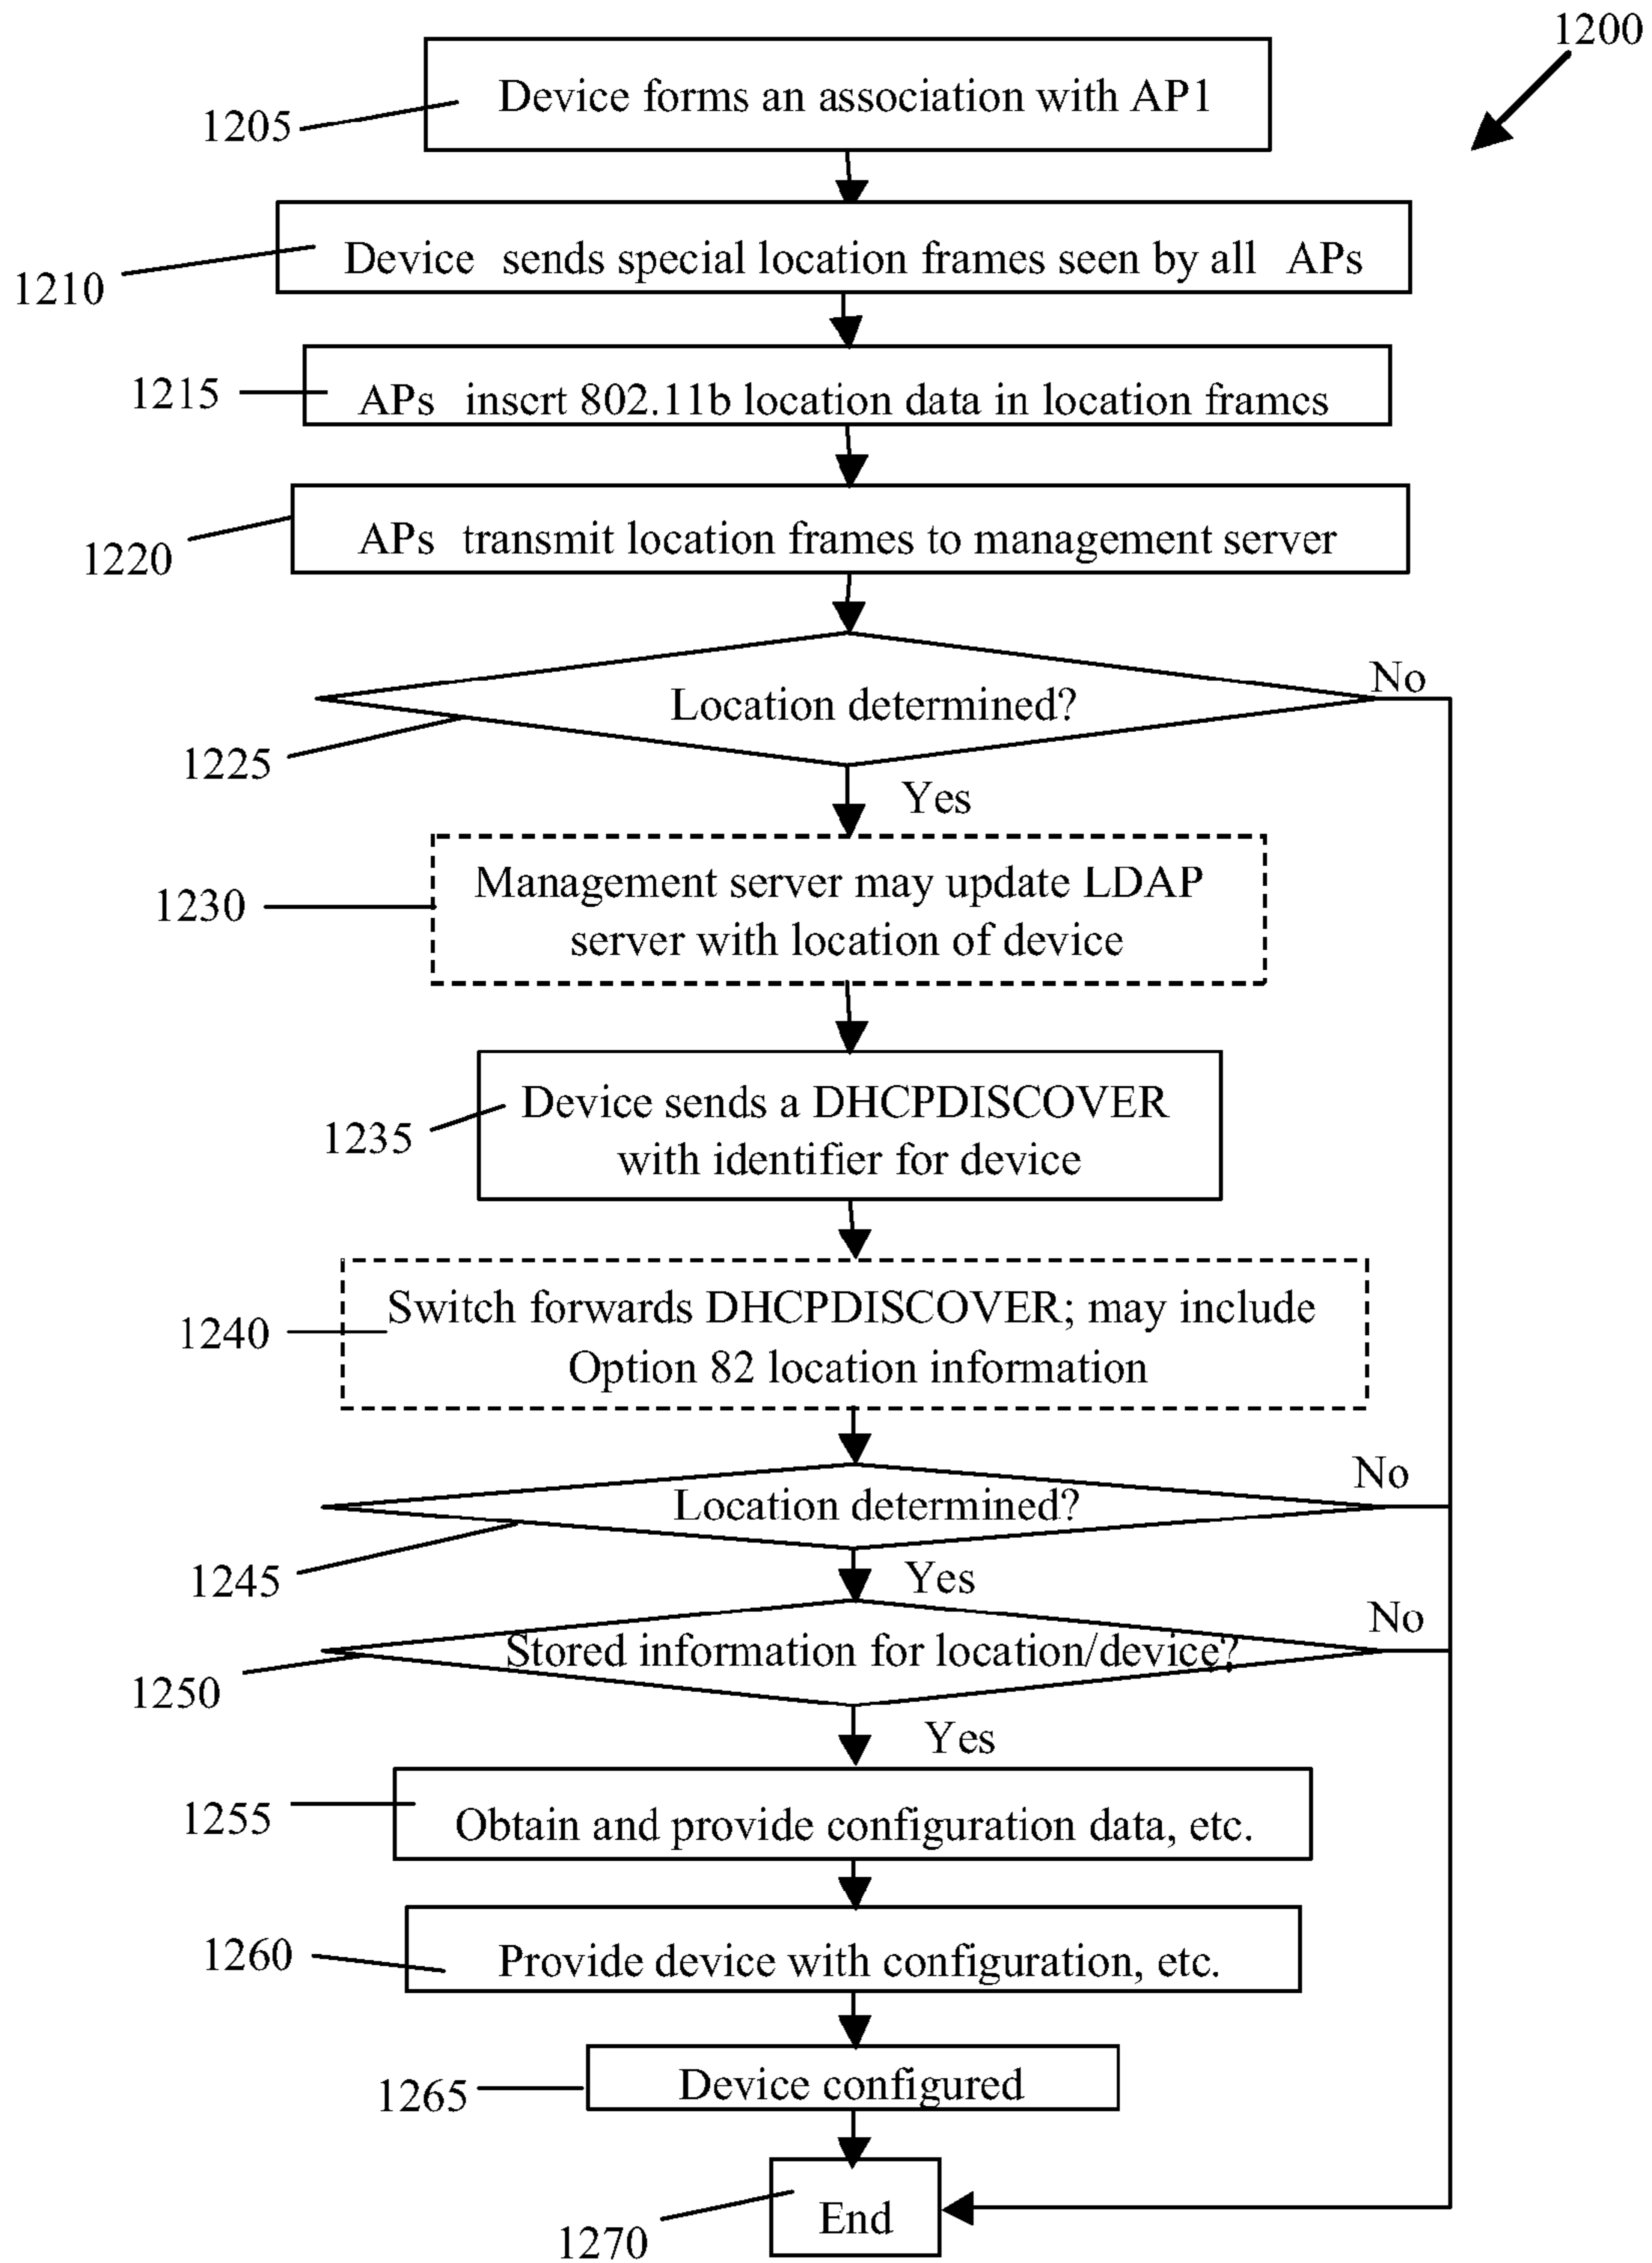 1200
Device forms an association with AP1
1205
Device sends special location frames seen by all APs
1210
APs insert 802.11b location data in location frames
1215
APs transmit location frames to management server
1220
Location determined?
No
1225
Yes
Management server may update LDAP
server with location of device
1230
Device sends a DHCPDISCOVER
with identifier for device
1235
Switch forwards DHCPDISCOVER; may include
Option 82 location information
1240
Location determined?
No
1245
Yes
Stored information for location/device?
No
1250
Yes
Obtain and provide configuration data, etc.
1255
Provide device with configuration, etc.
1260
Device configured
1265
End
1270